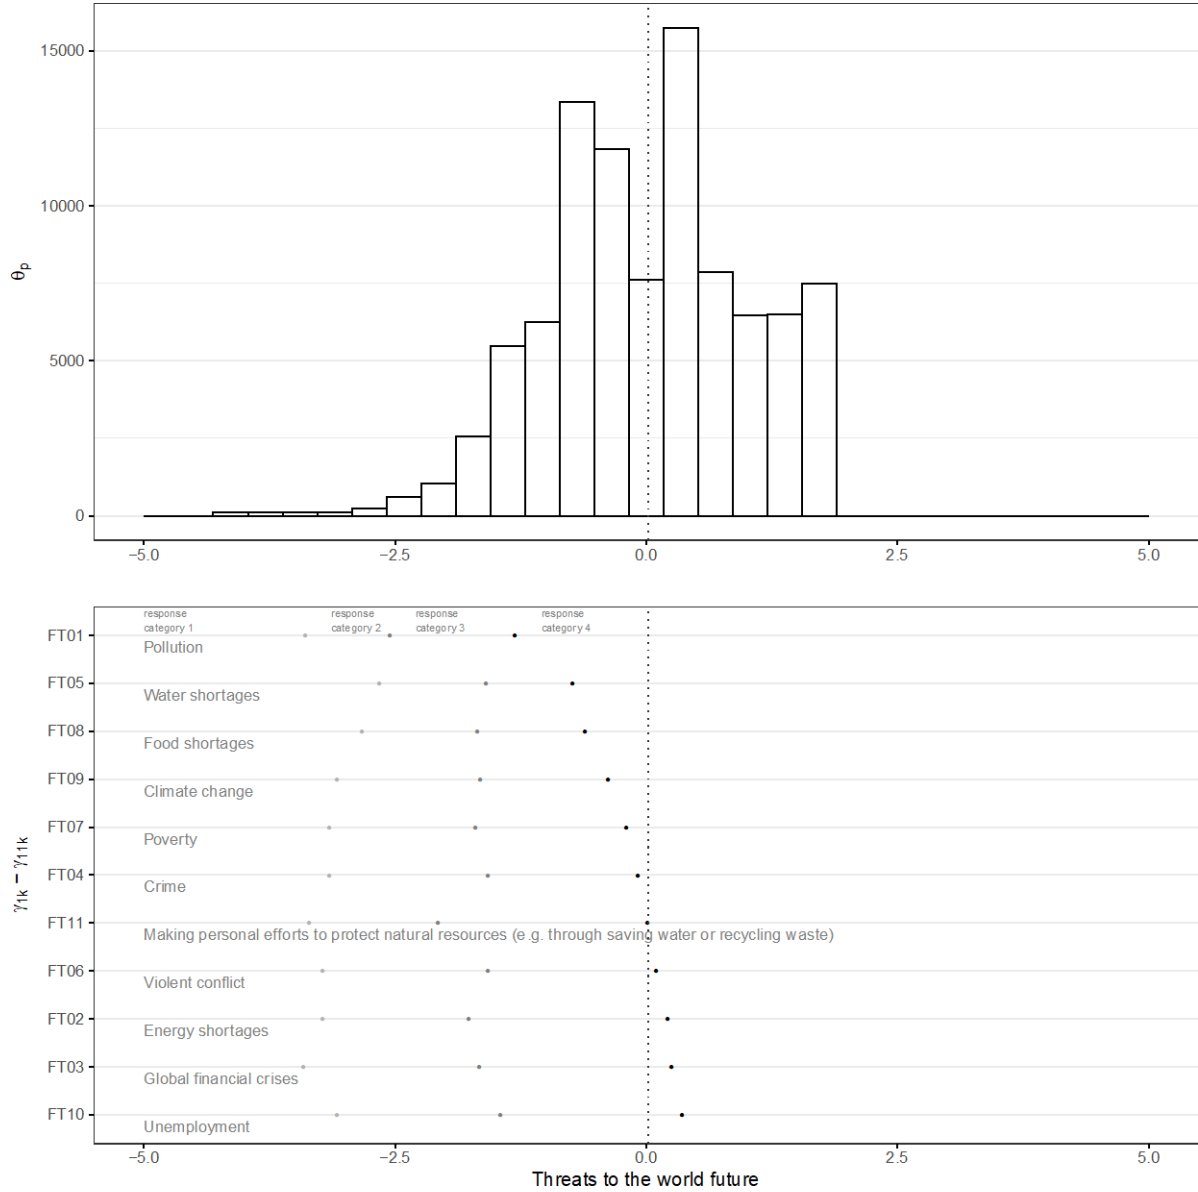 15000
10000
θp
5000
0
−5.0 −2.5 0.0 2.5 5.0
response response response response
category 1 category 2 category 3 category 4
FT01
Pollution
FT05
Water shortages
FT08
Food shortages
FT09
Climate change
FT07
Poverty
γ1k − γ11k
FT04
Crime
FT11
Making personal efforts to protect natural resources (e.g. through saving water or recycling waste)
FT06
Violent conflict
FT02
Energy shortages
FT03
Global financial crises
FT10
Unemployment
−5.0 −2.5 0.0 2.5 5.0
Threats to the world future